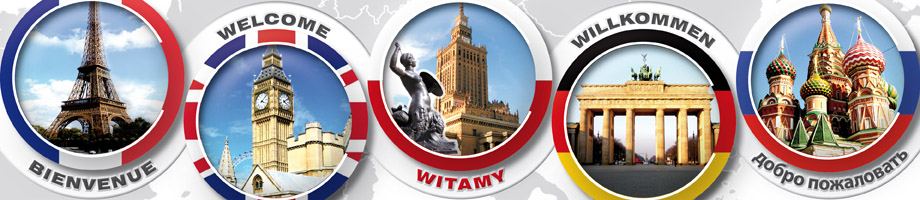 BIENVENUE
WELCOME
WITAMY
WILLKOMMEN
добро пожаловать